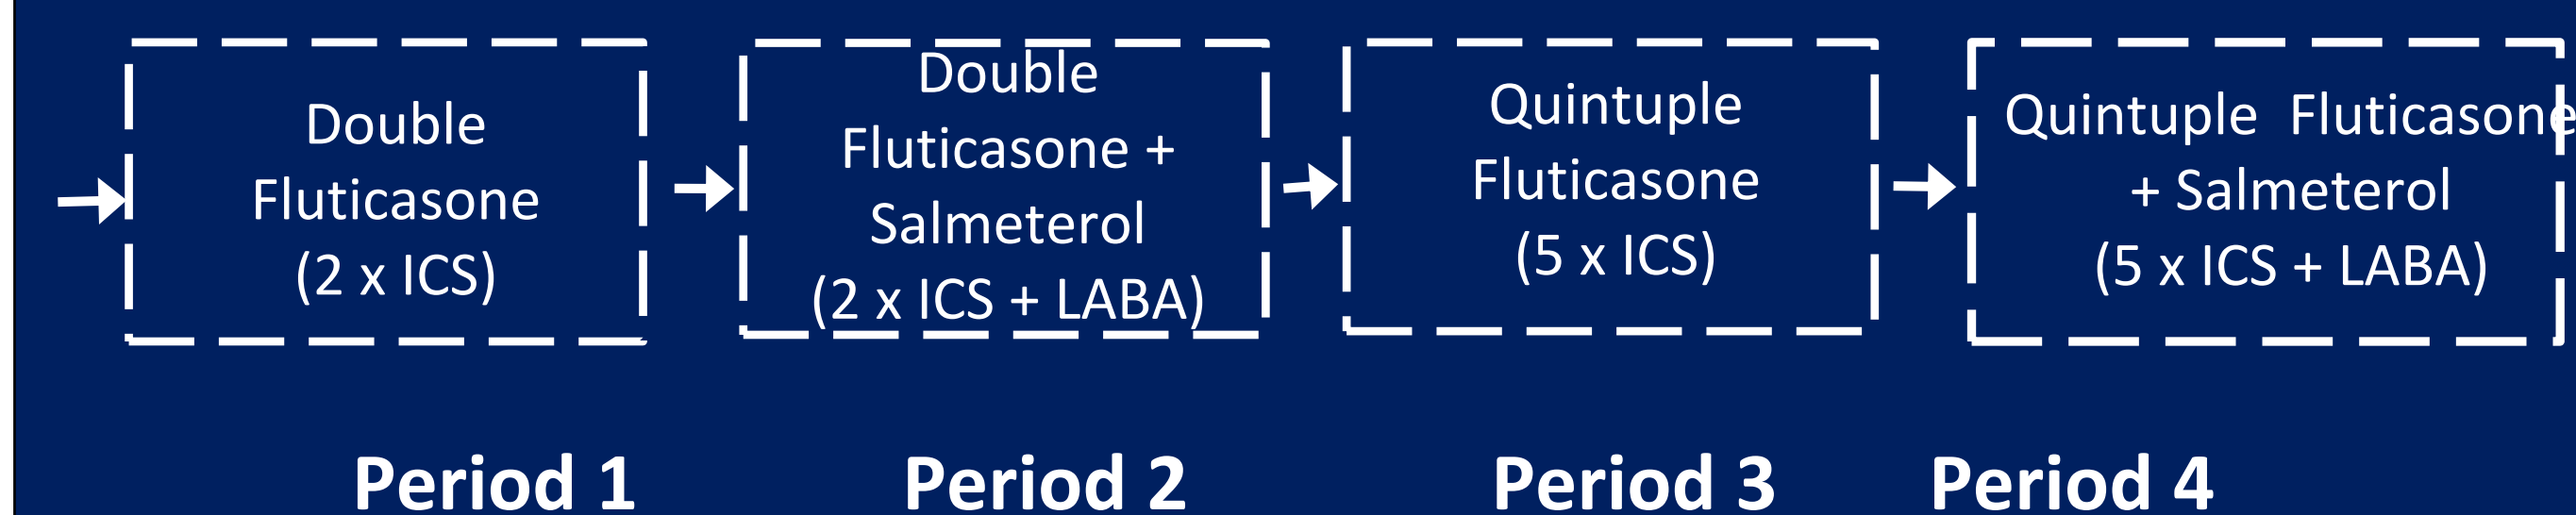 Double
Fluticasone
(2 x ICS)
Double
Fluticasone +
Salmeterol
(2 x ICS + LABA)
Quintuple
Fluticasone
(5 x ICS)
Quintuple  Fluticasone
+ Salmeterol
(5 x ICS + LABA)
Period 1
Period 2
Period 3
Period 4